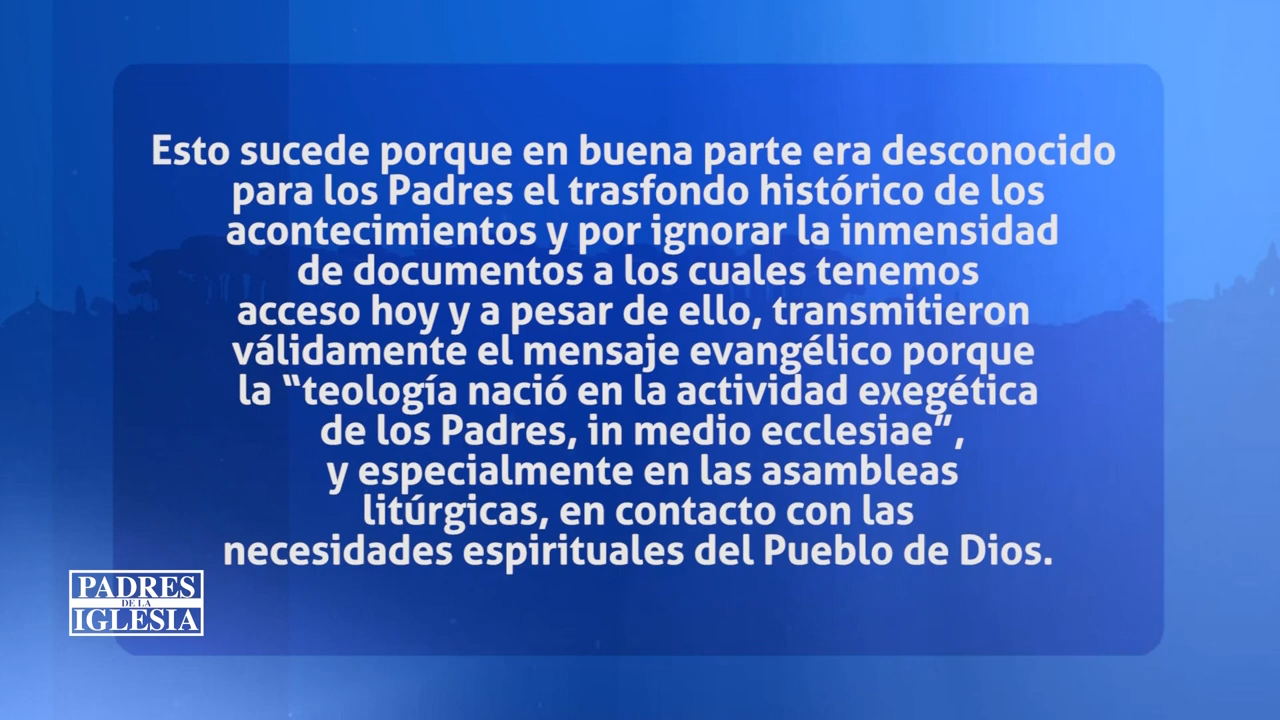 Esto sucede porque en buena parte era desconocido
para los Padres el trasfondo histórico de los
acontecimientos y por ignorar la inmensidad
de documentos a los cuales tenemos
acceso hoy y a pesar de ello, transmitieron
válidamente el mensaje evangélico porque
la “teología nació en la actividad exegética
de los Padres, in medio ecclesiae”,
y especialmente en las asambleas
litúrgicas, en contacto con las
necesidades espirituales del Pueblo de Dios.
PADRES
DE LA
IGLESIA